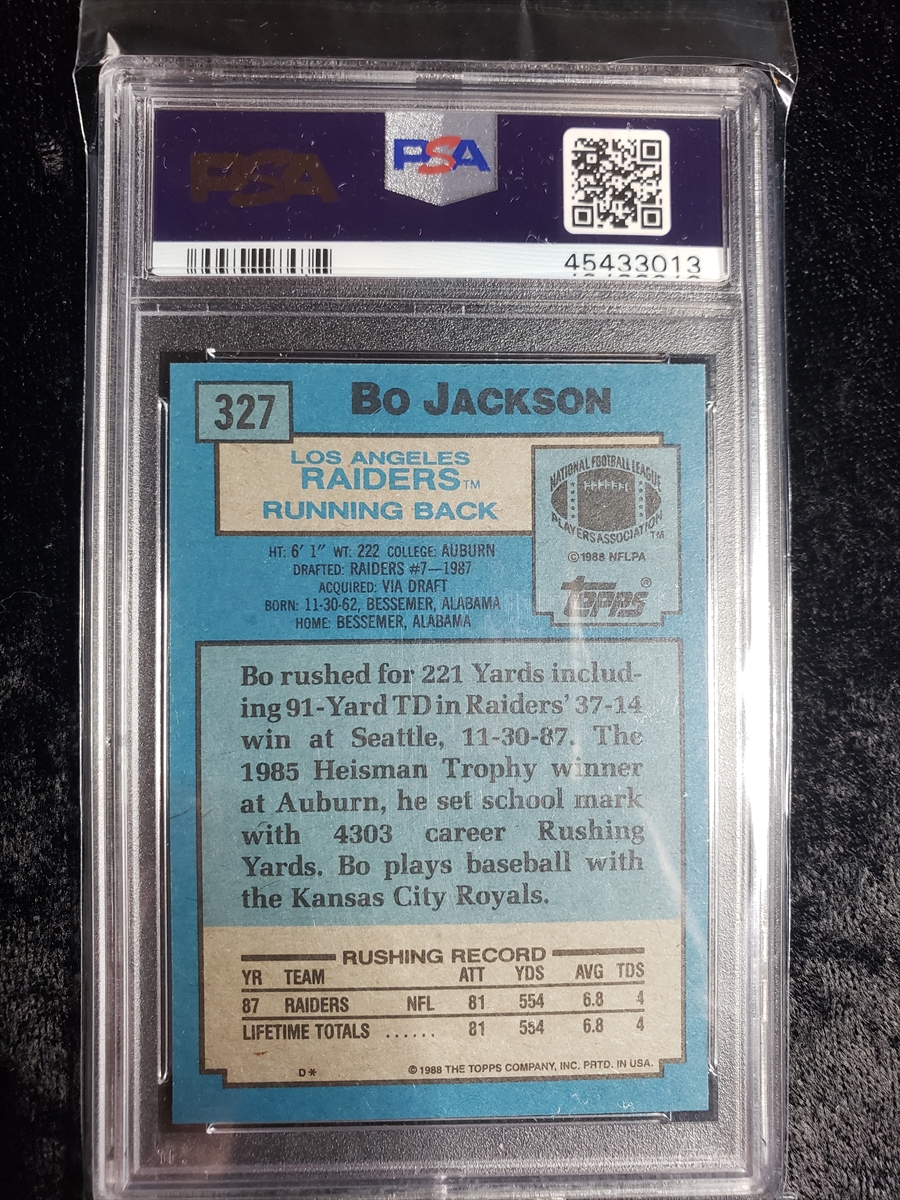 PSA
PSA
45433013
327
BO JACKSON
LOS ANGELES
RAIDERS™
RUNNING BACK
NATIONAL FOOTBALL LEAGUE
PLAYERS ASSOCIATION™
©1988 NFLPA
topps®
HT: 6' 1" WT: 222 COLLEGE: AUBURN
DRAFTED: RAIDERS #7—1987
ACQUIRED: VIA DRAFT
BORN: 11-30-62, BESSEMER, ALABAMA
HOME: BESSEMER, ALABAMA
Bo rushed for 221 Yards includ-
ing 91-Yard TD in Raiders' 37-14
win at Seattle, 11-30-87. The
1985 Heisman Trophy winner
at Auburn, he set school mark
with 4303 career Rushing
Yards. Bo plays baseball with
the Kansas City Royals.
RUSHING RECORD
YR TEAM ATT YDS AVG TDS
87 RAIDERS NFL 81 554 6.8 4
LIFETIME TOTALS ...... 81 554 6.8 4
D* ©1988 THE TOPPS COMPANY, INC. PRTD. IN USA.